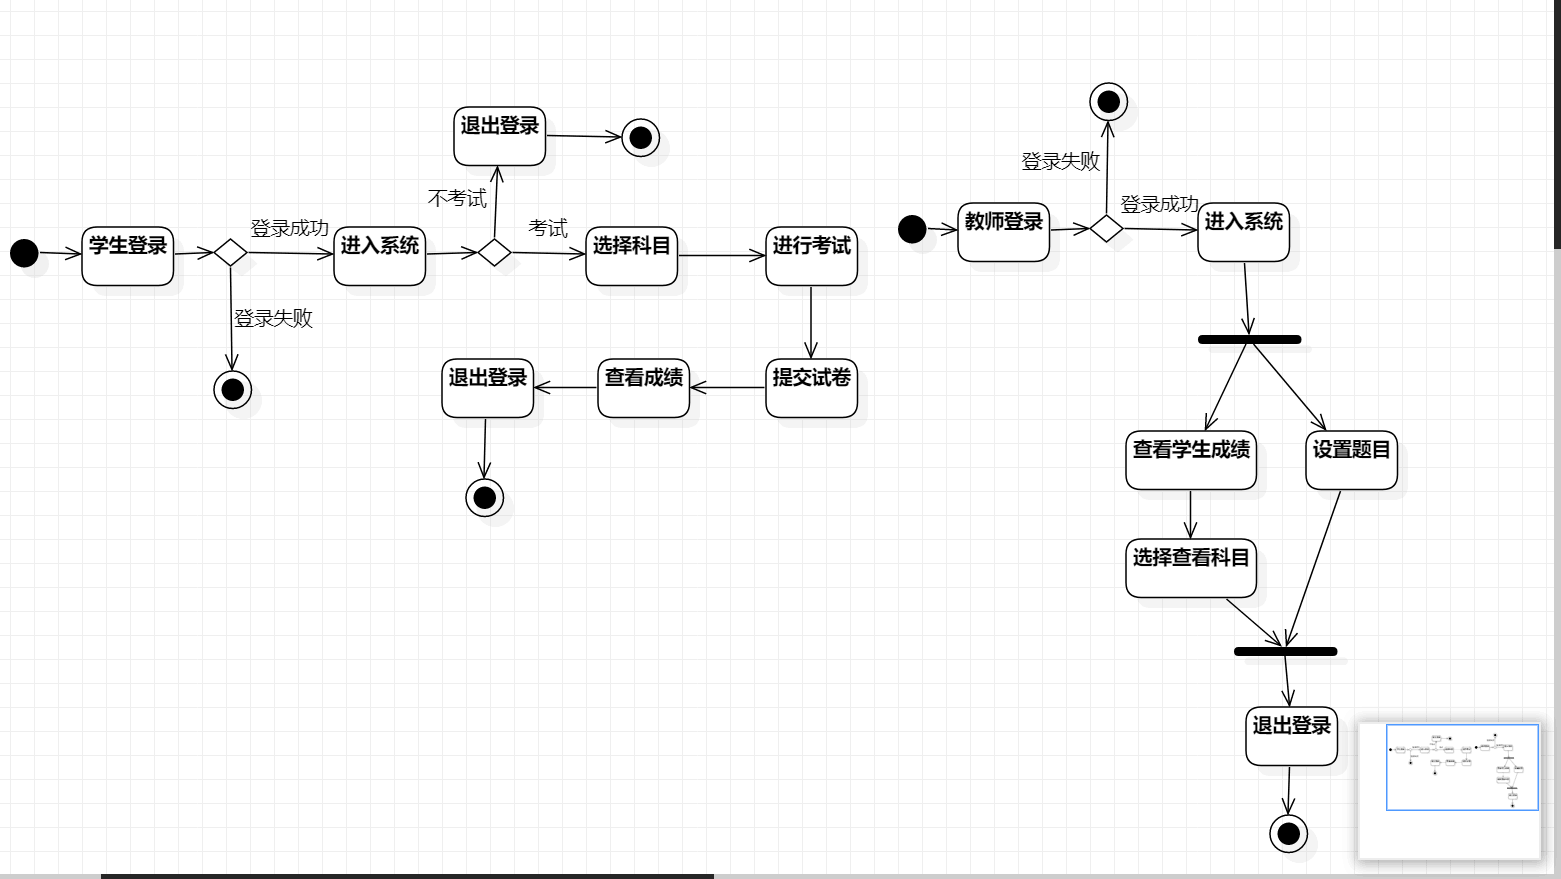 退出登录
不考试
学生登录
登录成功
进入系统
考试
选择科目
进行考试
登录失败
退出登录
查看成绩
提交试卷
登录失败
教师登录
登录成功
进入系统
查看学生成绩
设置题目
选择查看科目
退出登录